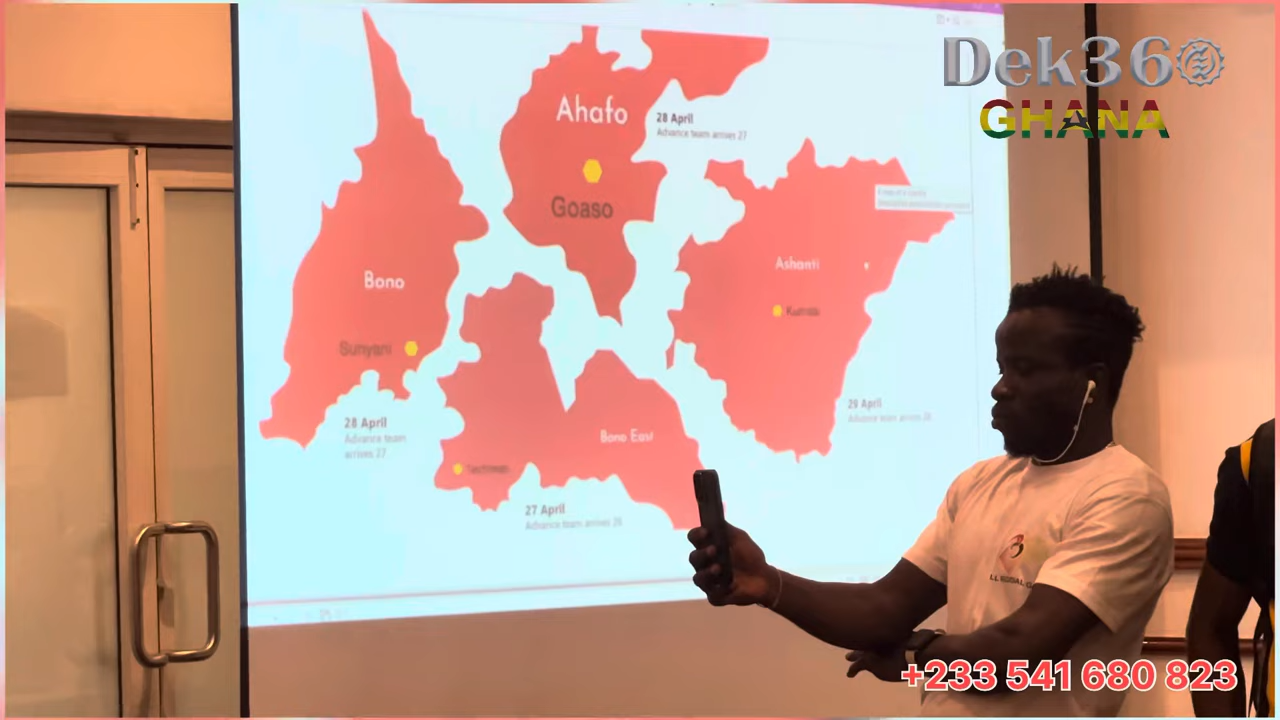 Dek360
GHANA
Ahafo
Goaso
28 April
Advance team arrives 27
Bono
Sunyani
28 April
Advance team
arrives 27
Ashanti
Kumasi
29 April
Advance team arrives 28
Bono East
Techiman
27 April
Advance team arrives 26
+233 541 680 823